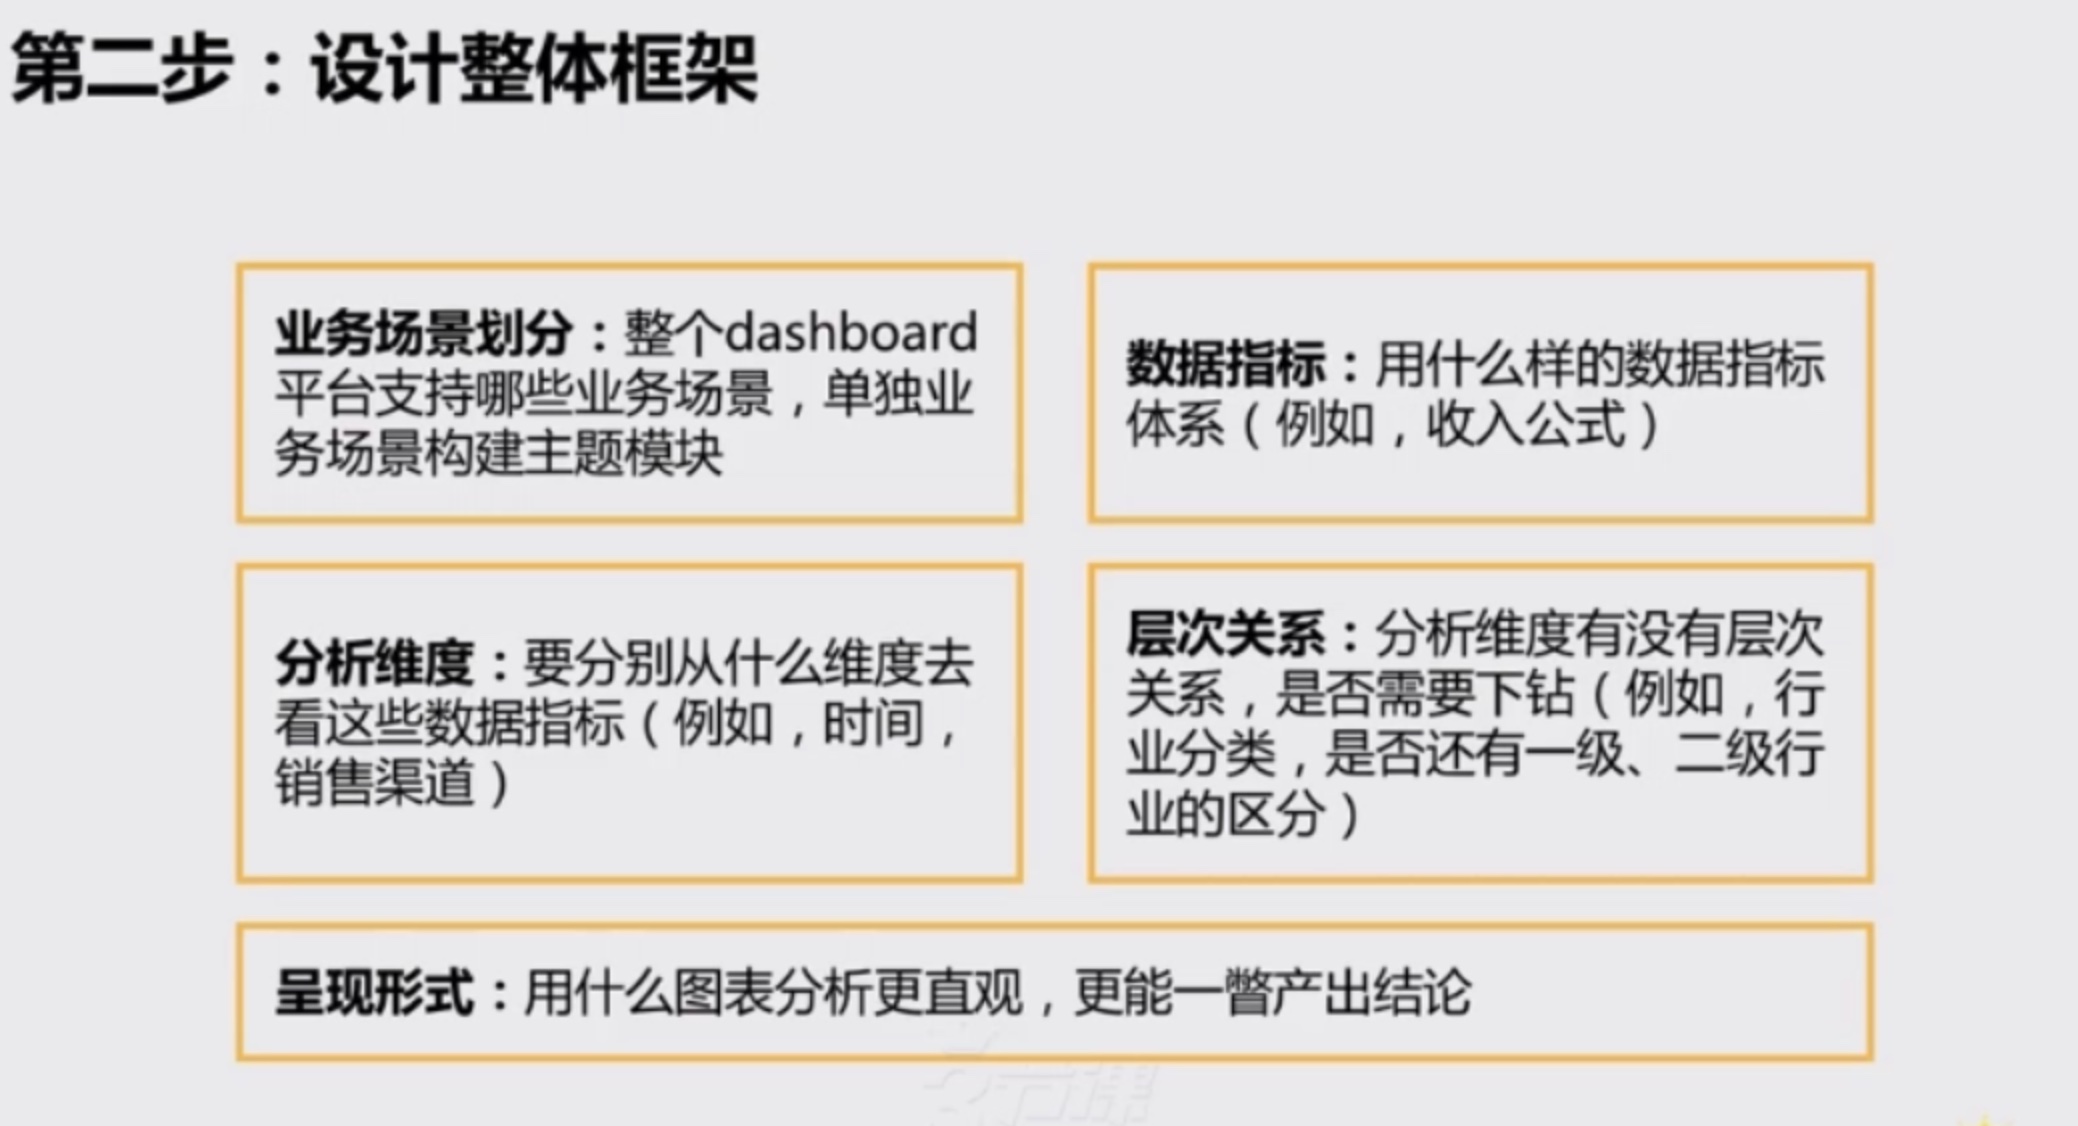 第二步：设计整体框架
业务场景划分：整个dashboard
平台支持哪些业务场景，单独业
务场景构建主题模块
数据指标：用什么样的数据指标
体系（例如，收入公式）
分析维度：要分别从什么维度去
看这些数据指标（例如，时间，
销售渠道）
层次关系：分析维度有没有层次
关系，是否需要下钻（例如，行
业分类，是否还有一级、二级行
业的区分）
呈现形式：用什么图表分析更直观，更能一瞥产出结论